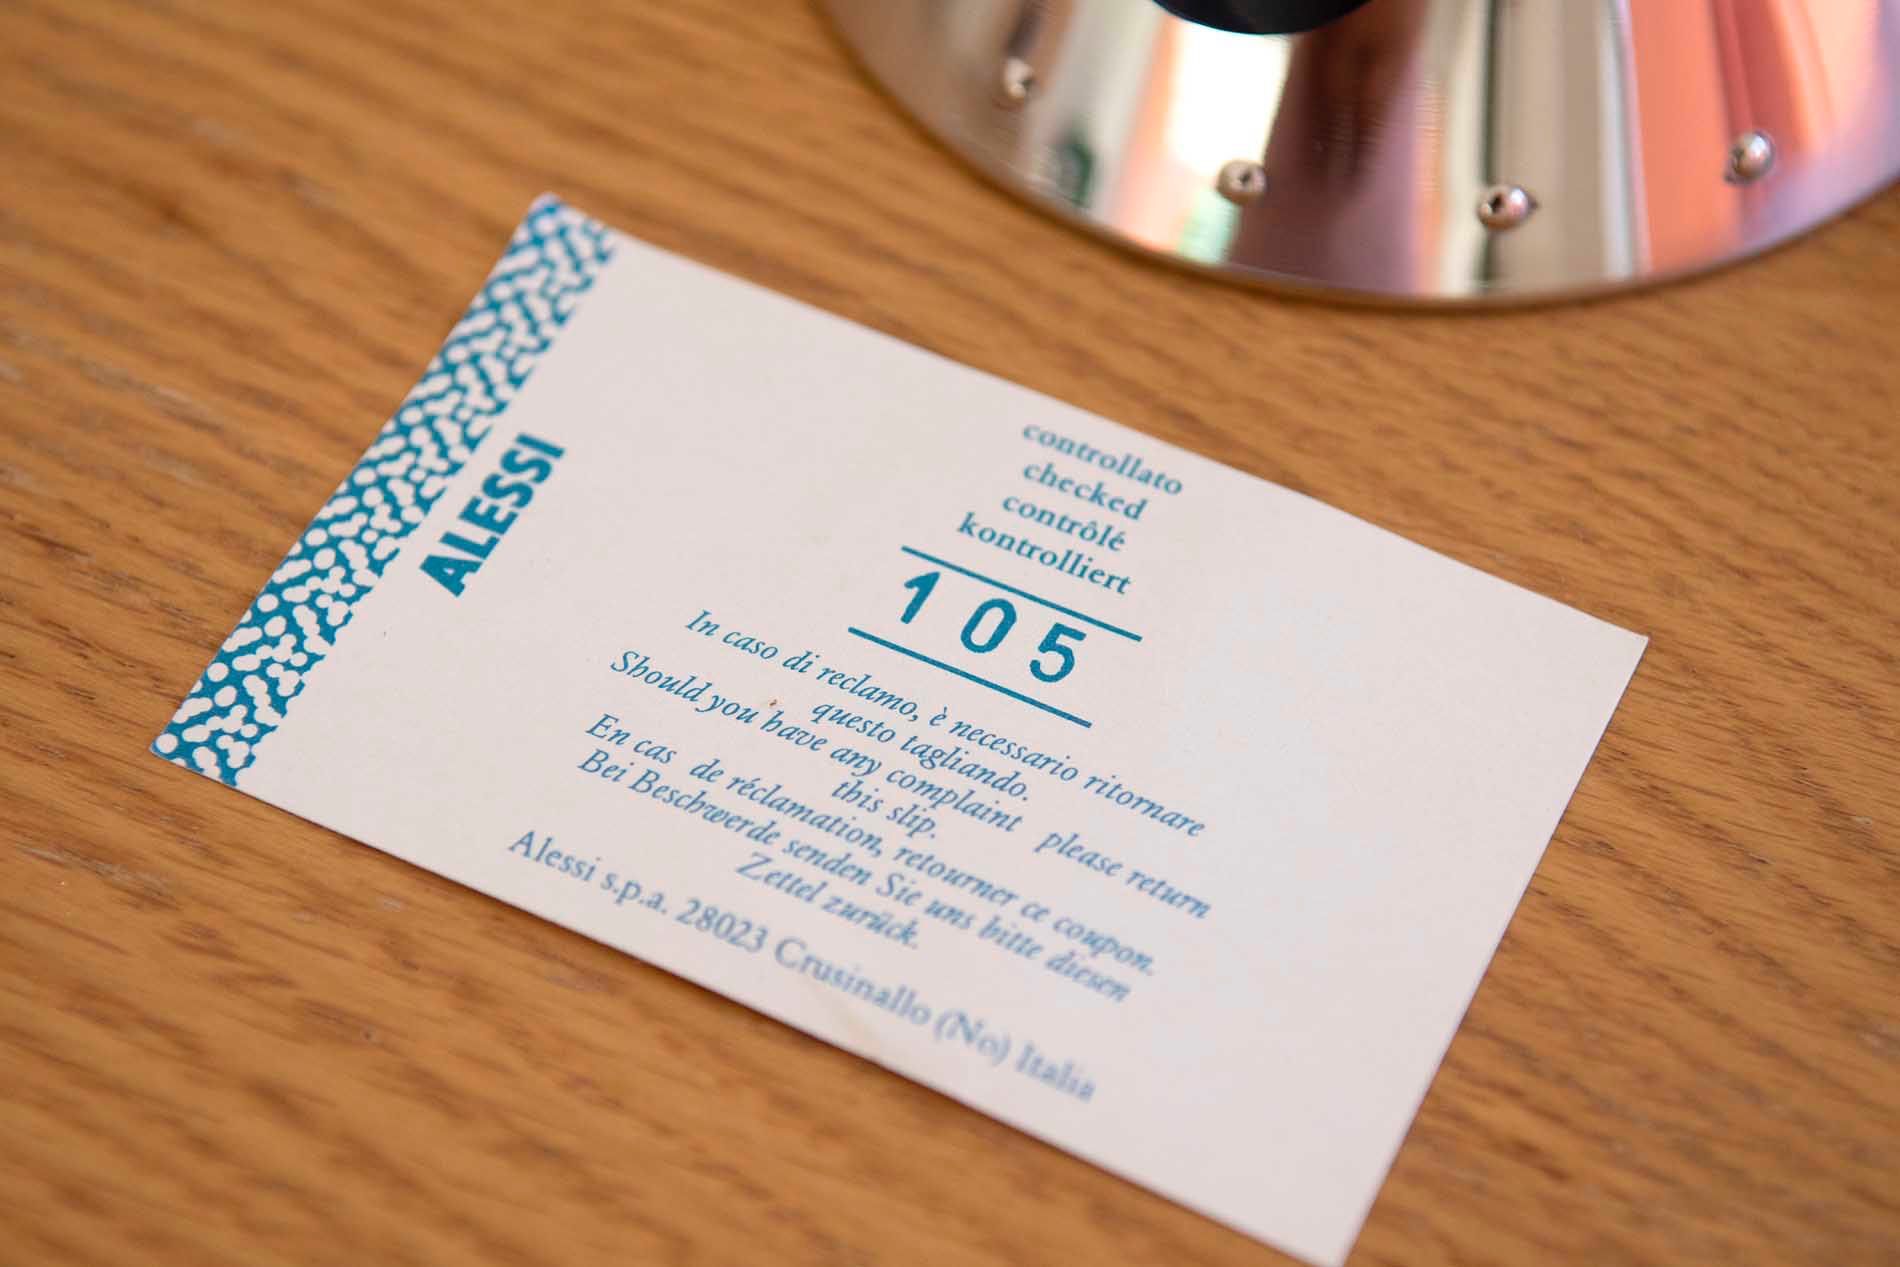 ALESSI
controllato
checked
contrôlé
kontrolliert
105
In caso di reclamo, è necessario ritornare
questo tagliando.
Should you have any complaint please return
this slip.
En cas de réclamation, retourner ce coupon.
Bei Beschwerde senden Sie uns bitte diesen
Zettel zurück.
Alessi s.p.a. 28023 Crusinallo (No) Italia